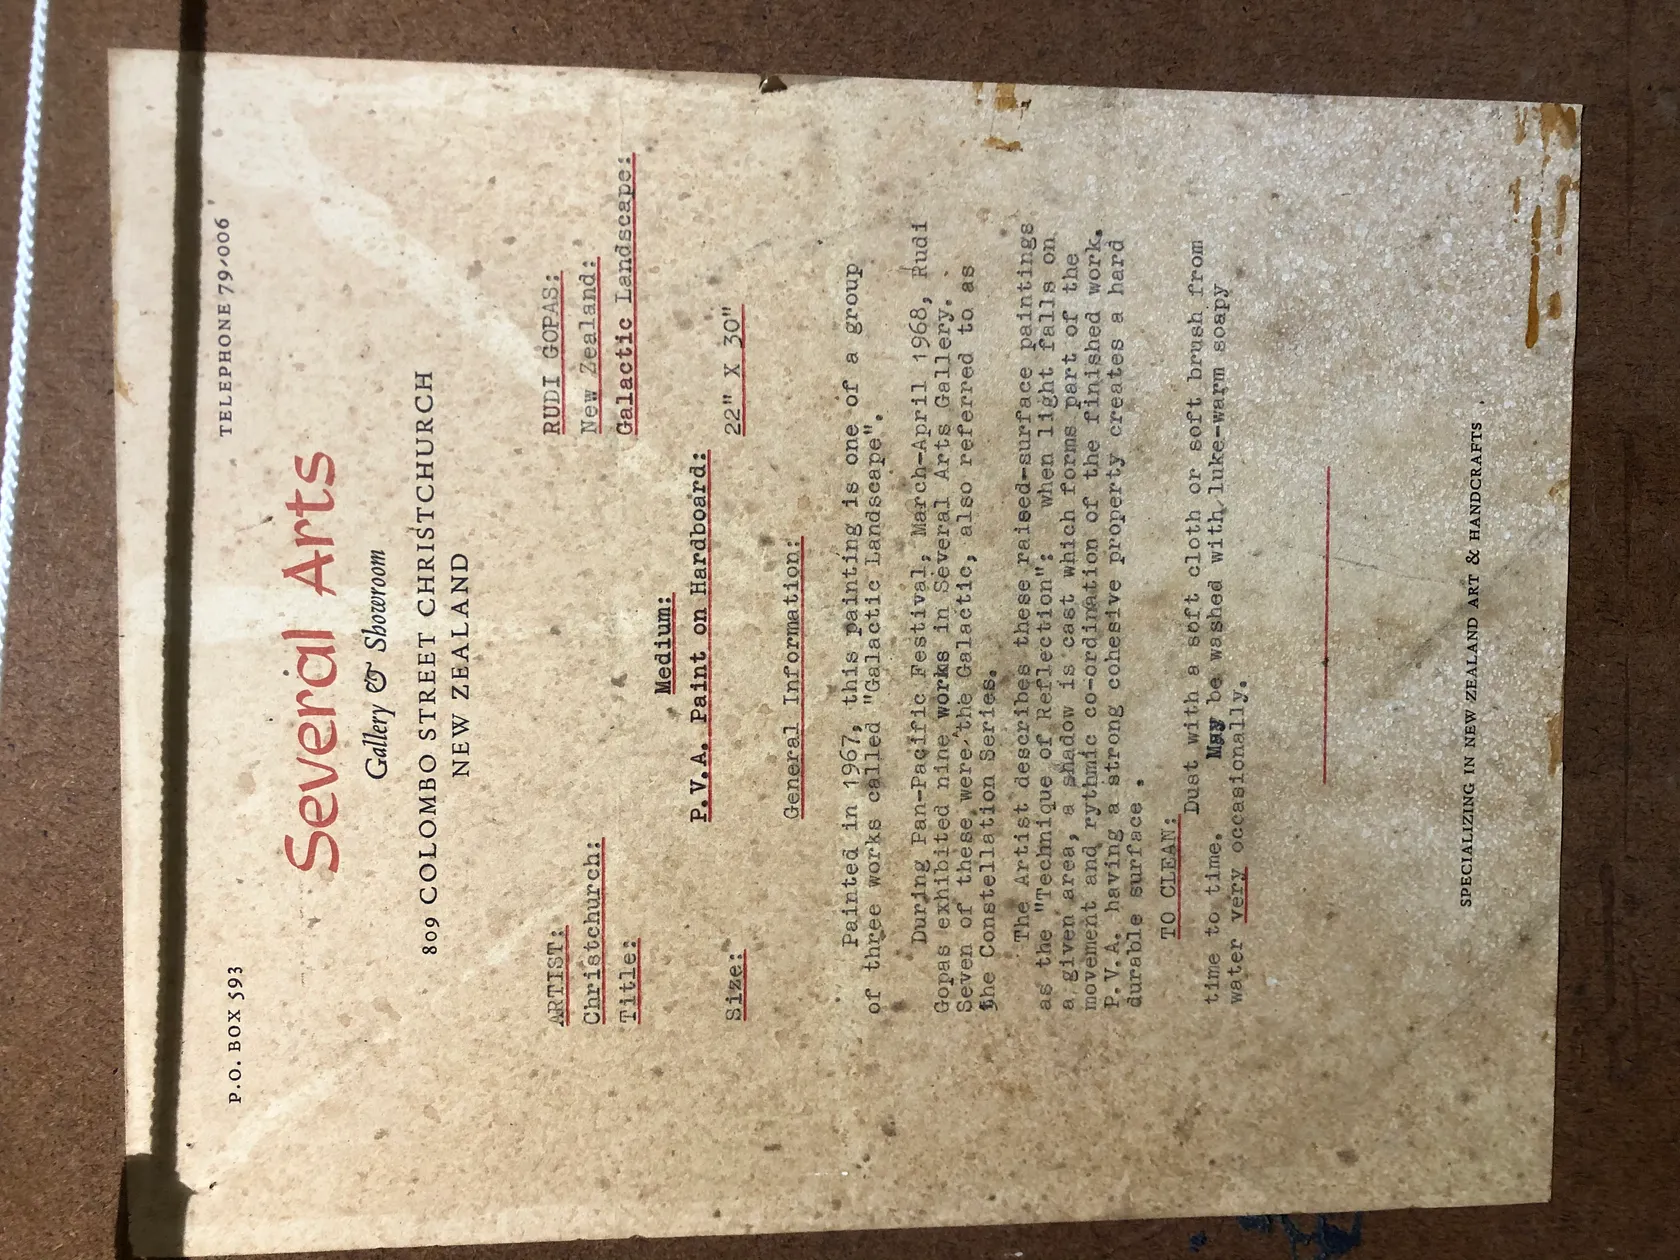 P.O. BOX 593 TELEPHONE 79-006
Several Arts
Gallery & Showroom
809 COLOMBO STREET CHRISTCHURCH
NEW ZEALAND
ARTIST: RUDI GOPAS:
Christchurch: New Zealand:
Title: Galactic Landscape:
Medium:
P.V.A. Paint on Hardboard:
Size: 22" X 30"
General Information:
Painted in 1967, this painting is one of a group
of three works called "Galactic Landscape".
During Pan-Pacific Festival, March-April 1968, Rudi
Gopas exhibited nine works in Several Arts Gallery.
Seven of these were the Galactic, also referred to as
the Constellation Series.
The Artist describes these raised-surface paintings
as the "Technique of Reflection": when light falls on
a given area, a shadow is cast which forms part of the
movement and rythmic co-ordination of the finished work.
P.V.A. having a strong cohesive property creates a hard
durable surface .
TO CLEAN:
Dust with a soft cloth or soft brush from
time to time. May be washed with luke-warm soapy
water very occasionally.
SPECIALIZING IN NEW ZEALAND ART & HANDCRAFTS